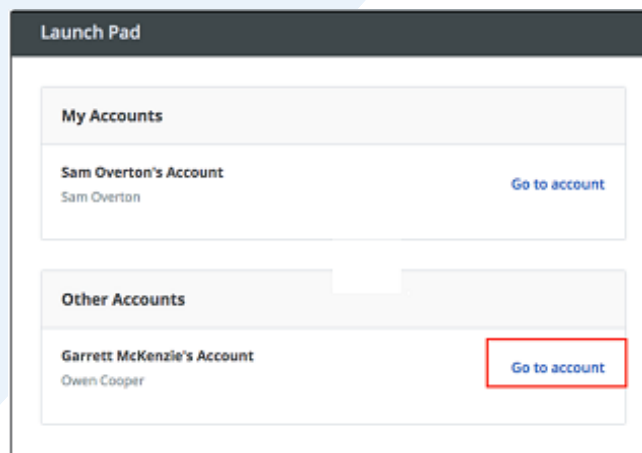 Launch Pad
My Accounts
Sam Overton's Account
Go to account
Sam Overton
Other Accounts
Garrett McKenzie's Account
Go to account
Owen Cooper